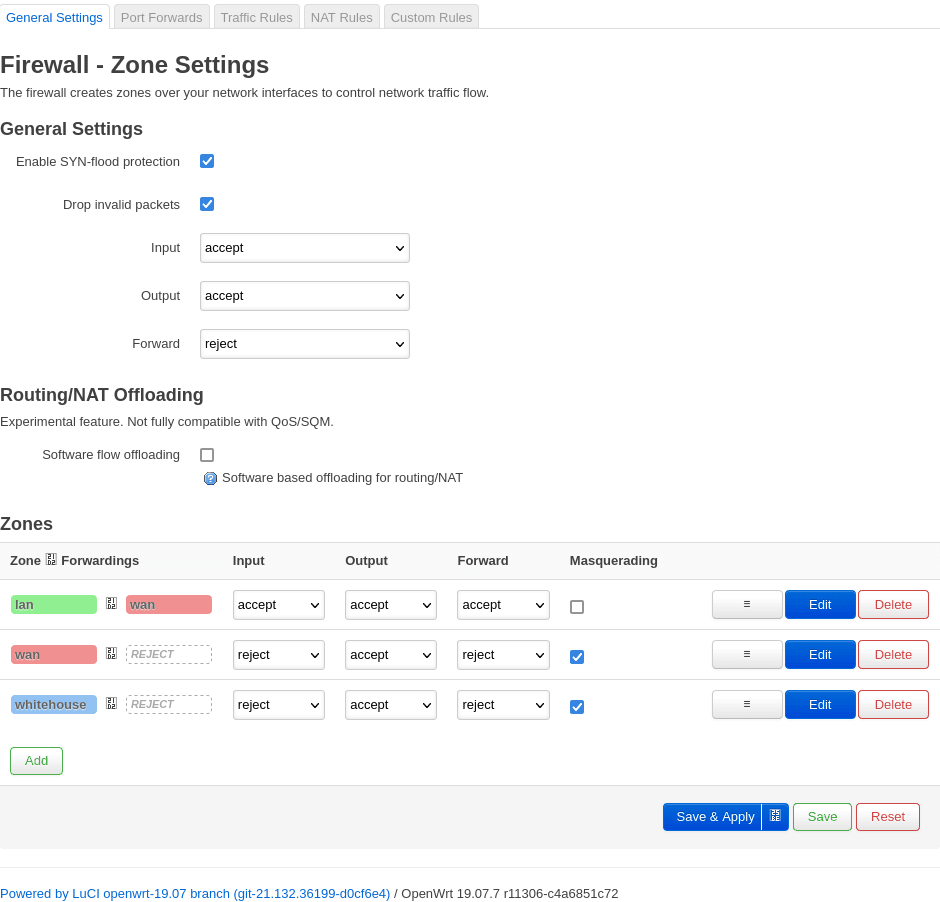 General Settings Port Forwards Traffic Rules NAT Rules Custom Rules
Firewall - Zone Settings
The firewall creates zones over your network interfaces to control network traffic flow.
General Settings
Enable SYN-flood protection
Drop invalid packets
Input accept
Output accept
Forward reject
Routing/NAT Offloading
Experimental feature. Not fully compatible with QoS/SQM.
Software flow offloading
Software based offloading for routing/NAT
Zones
Zone Forwardings Input Output Forward Masquerading
lan wan accept accept accept Edit Delete
wan REJECT reject accept reject Edit Delete
whitehouse REJECT reject accept reject Edit Delete
Add
Save & Apply Save Reset
Powered by LuCI openwrt-19.07 branch (git-21.132.36199-d0cf6e4) / OpenWrt 19.07.7 r11306-c4a6851c72